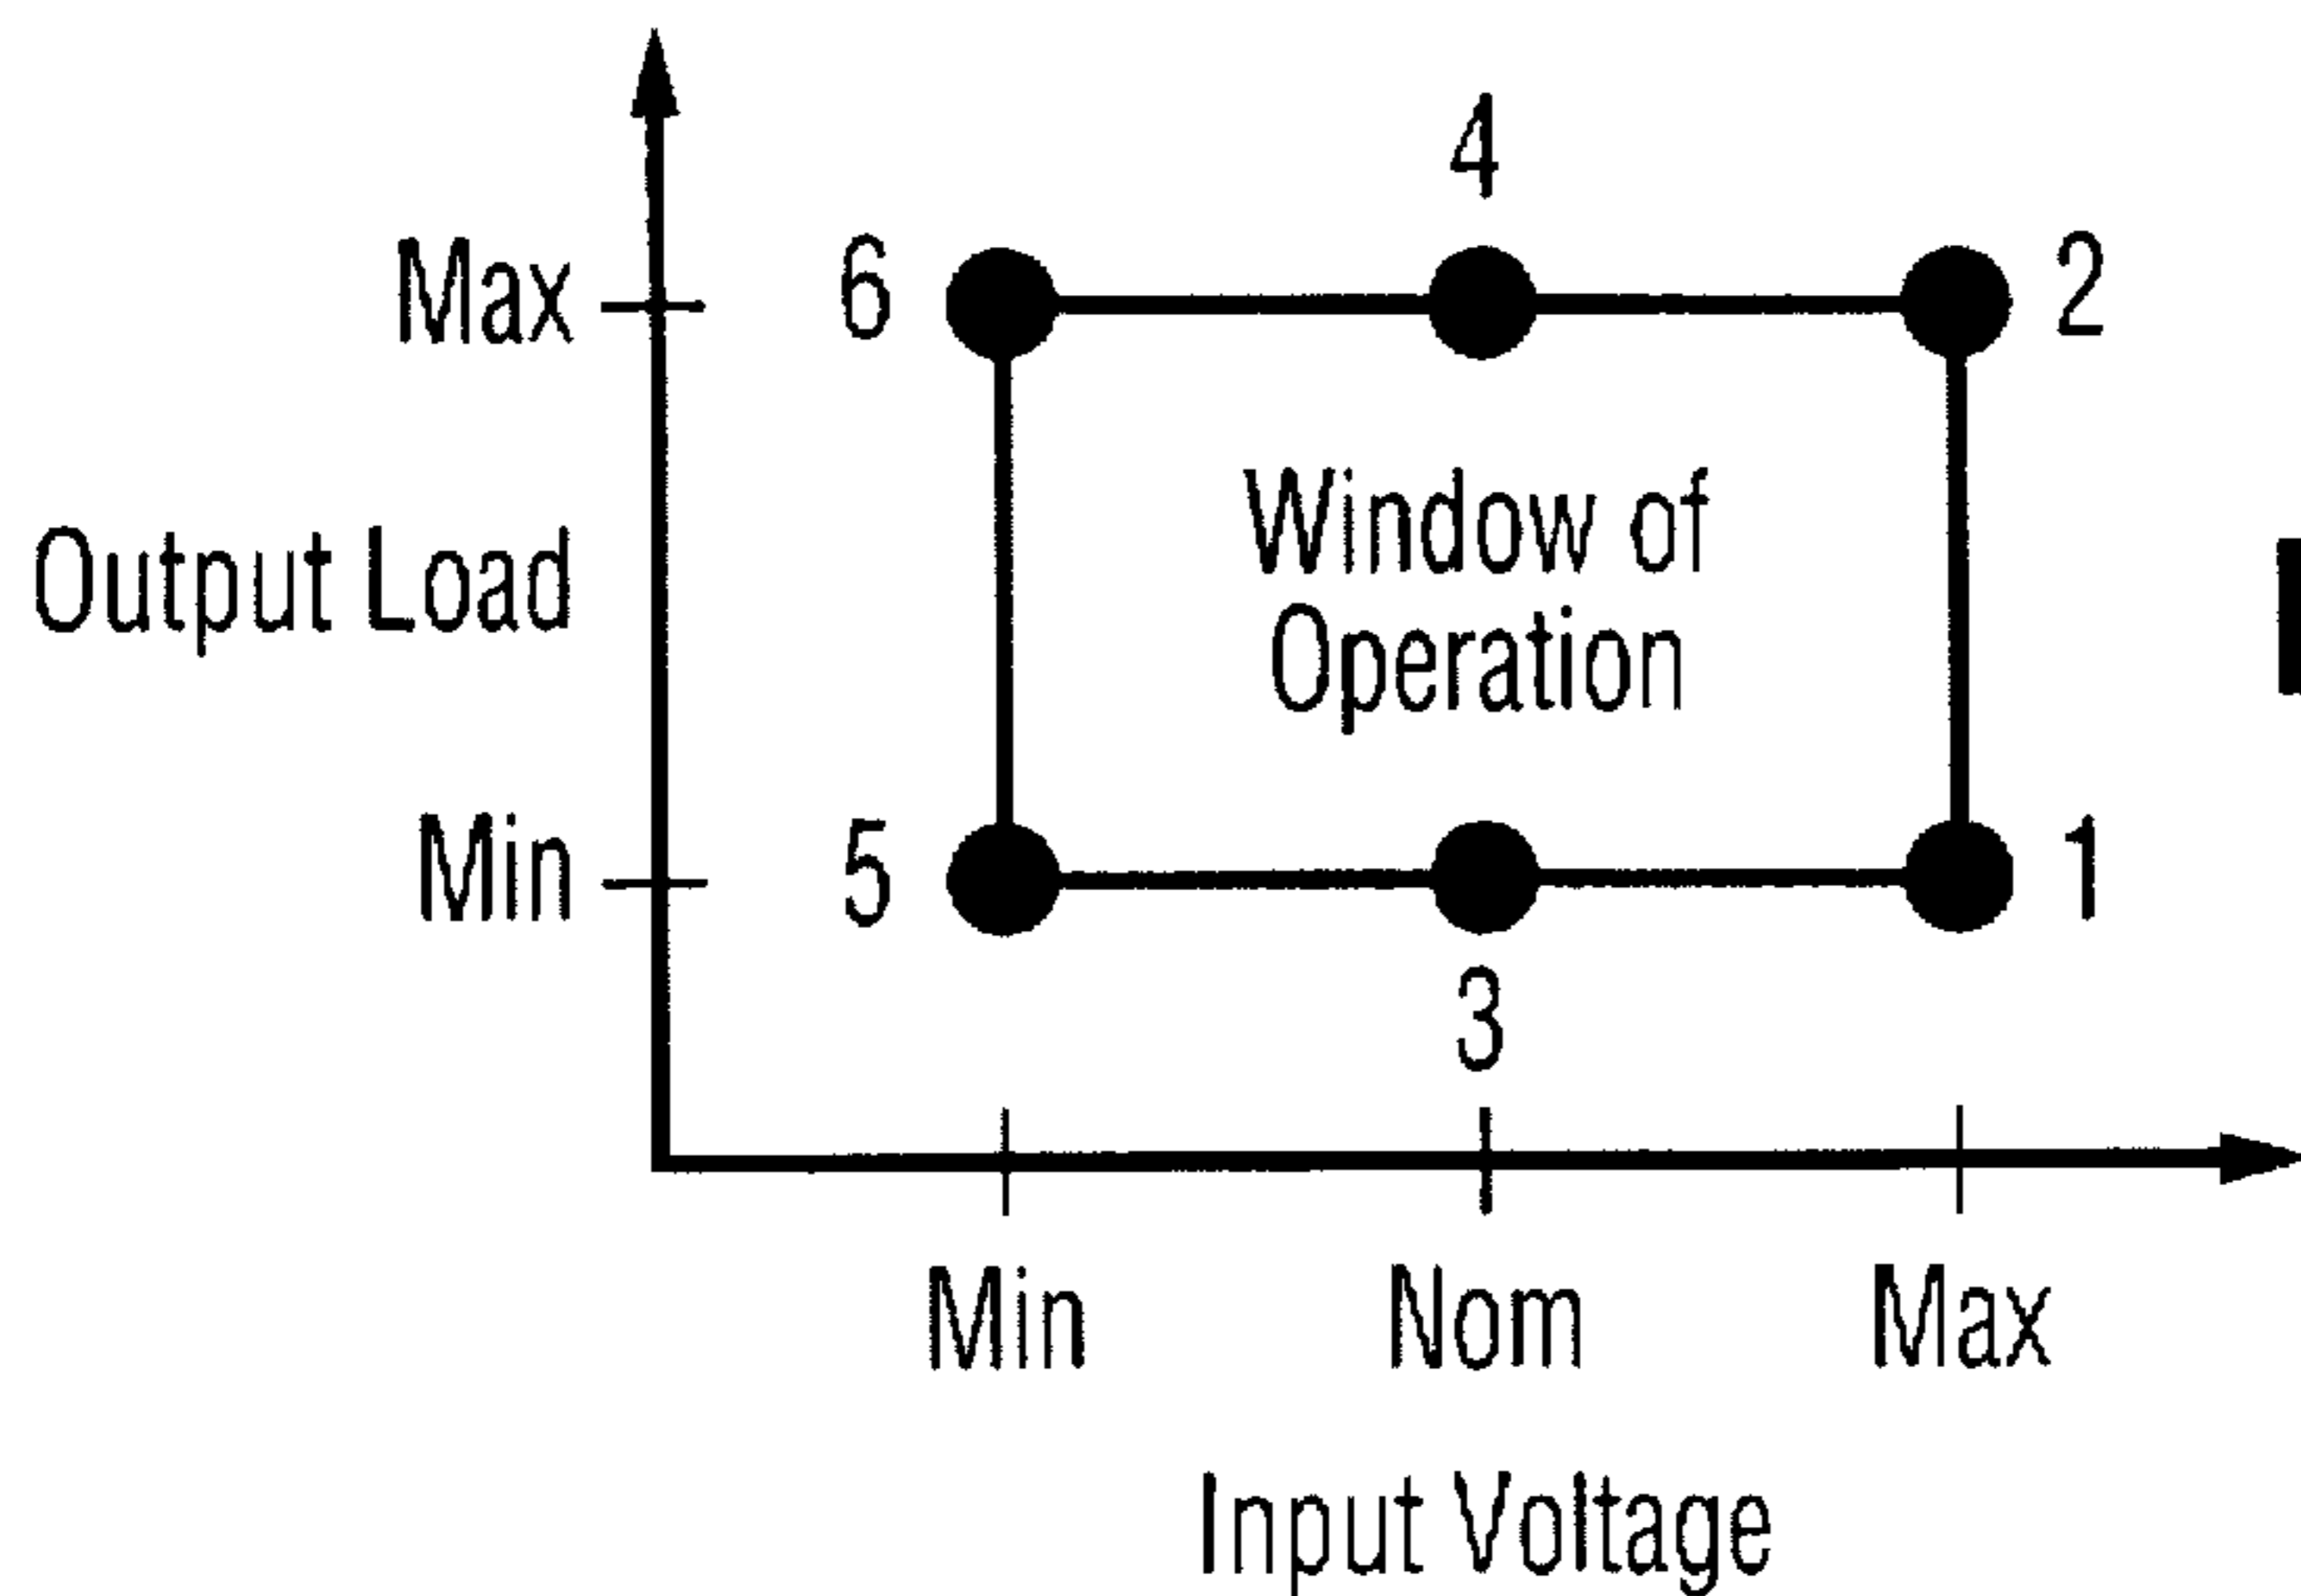 4
Max
6
2
Window of
Operation
Output Load
Min
5
1
3
Min
Nom
Max
Input Voltage